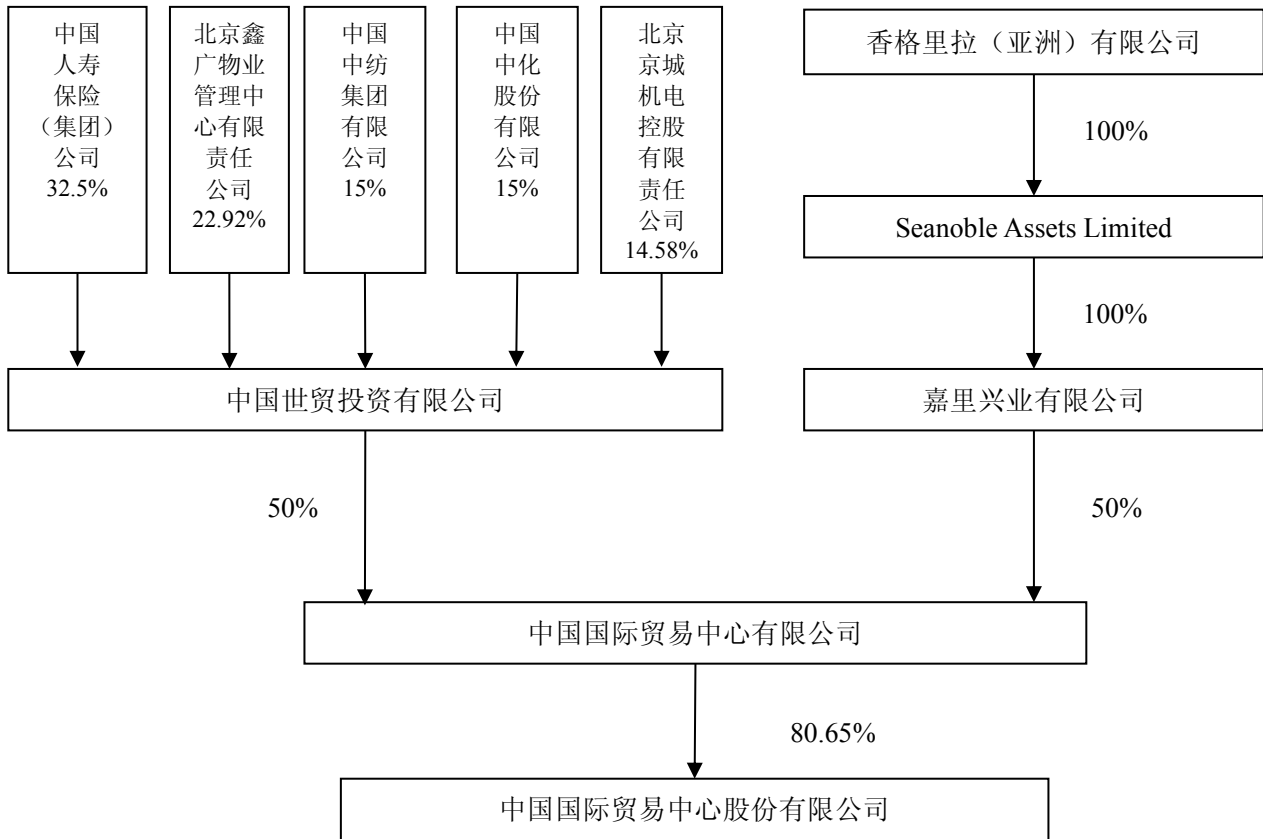 中国
人寿
保险
（集团）
公司
32.5%
北京鑫
广物业
管理中
心有限
责任
公司
22.92%
中国
中纺
集团
有限
公司
15%
中国
中化
股份
有限
公司
15%
北京
京城
机电
控股
有限
责任
公司
14.58%
香格里拉（亚洲）有限公司
100%
Seanoble Assets Limited
100%
中国世贸投资有限公司
嘉里兴业有限公司
50%
50%
中国国际贸易中心有限公司
80.65%
中国国际贸易中心股份有限公司